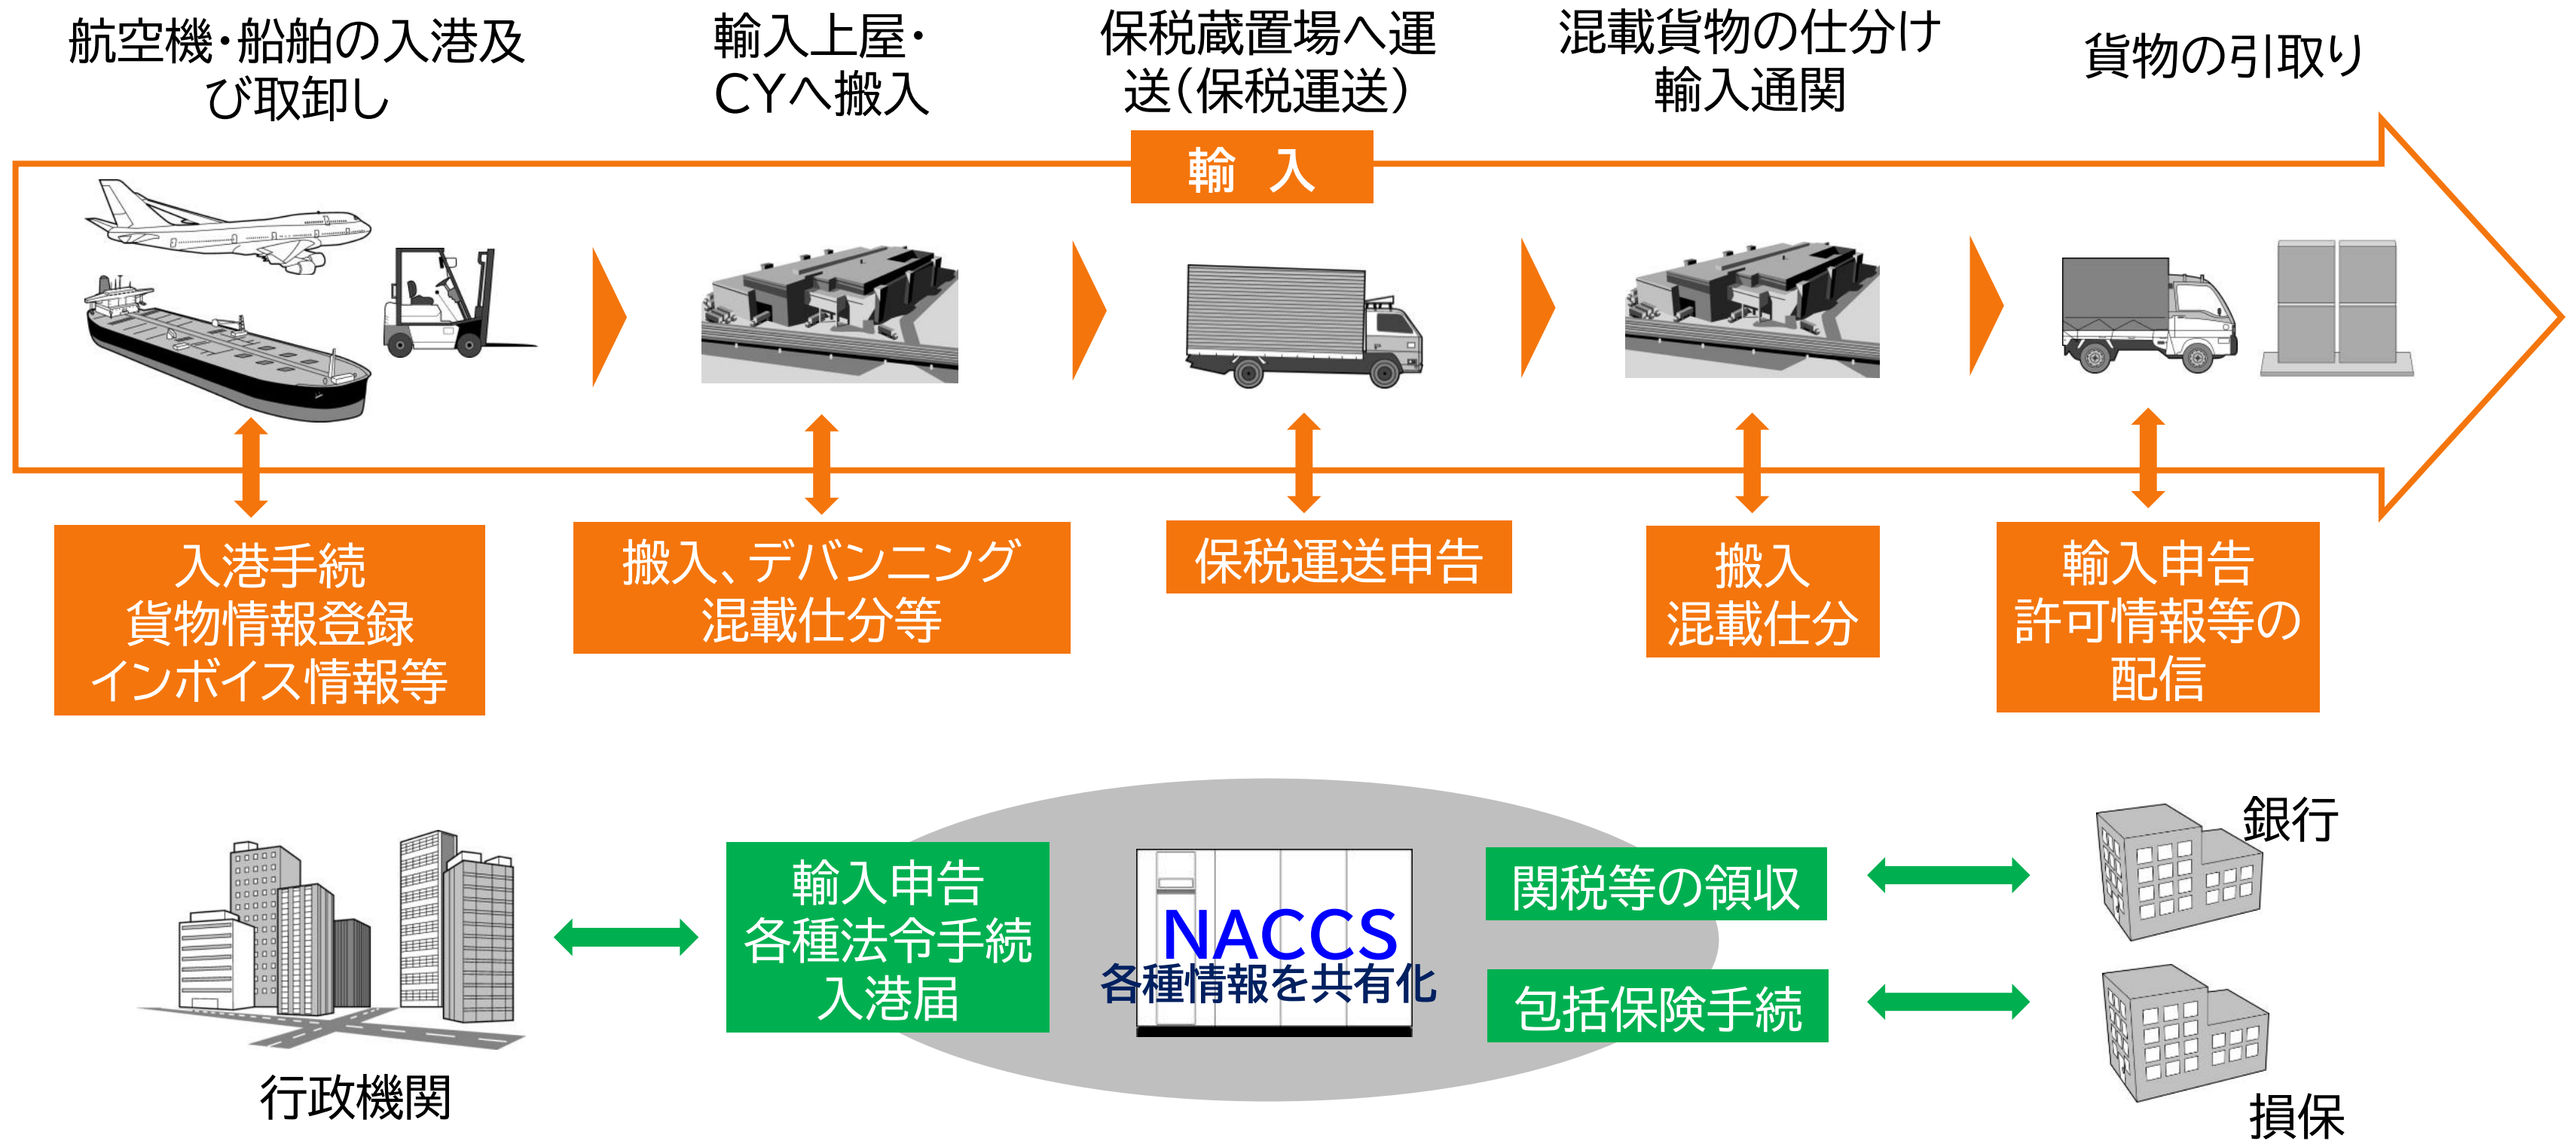 航空機・船舶の入港及
び取卸し
輸入上屋・
CYへ搬入
保税蔵置場へ運
送（保税運送）
混載貨物の仕分け
輸入通関
貨物の引取り
輸　入
入港手続
貨物情報登録
インボイス情報等
搬入、デバンニング
混載仕分等
保税運送申告
搬入
混載仕分
輸入申告
許可情報等の
配信
行政機関
輸入申告
各種法令手続
入港届
NACCS
各種情報を共有化
関税等の領収
包括保険手続
銀行
損保